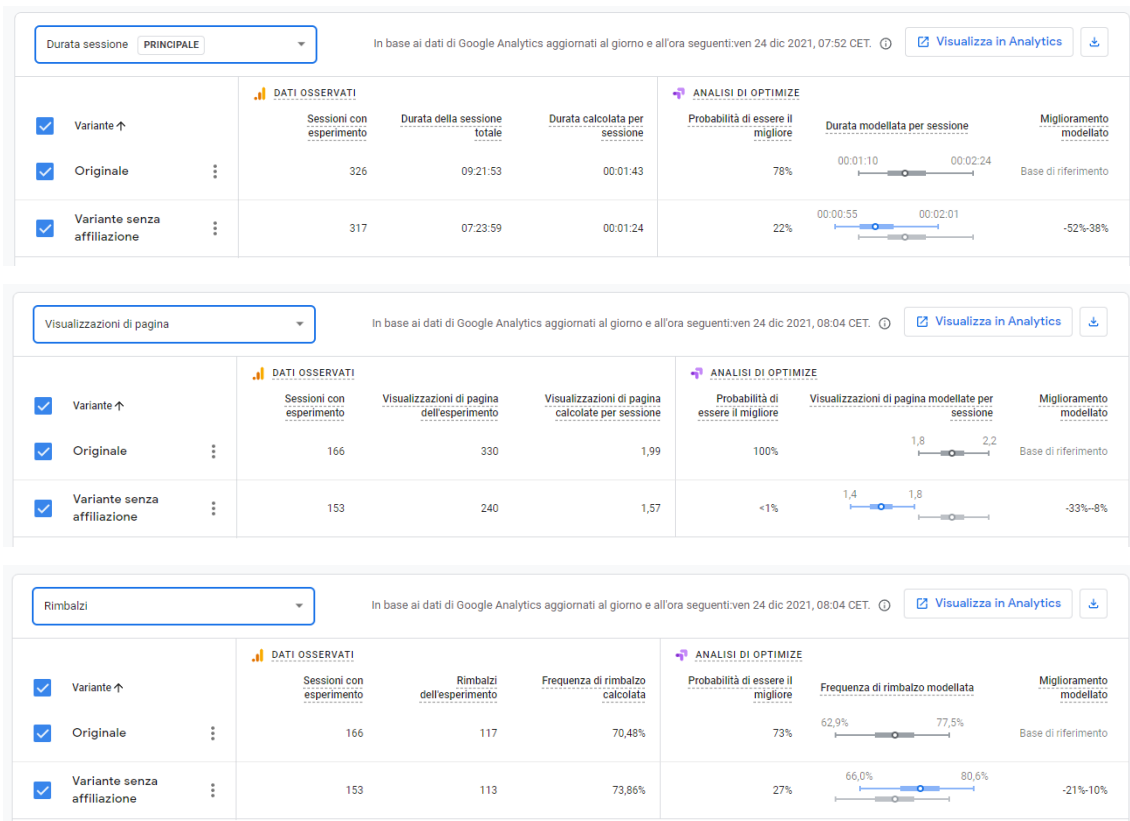 Durata sessione PRINCIPALE
In base ai dati di Google Analytics aggiornati al giorno e all'ora seguenti:ven 24 dic 2021, 07:52 CET.
Visualizza in Analytics
DATI OSSERVATI
ANALISI DI OPTIMIZE
Variante
Sessioni con
esperimento
Durata della sessione
totale
Durata calcolata per
sessione
Probabilità di essere il
migliore
Durata modellata per sessione
Miglioramento
modellato
Originale
326
09:21:53
00:01:43
78%
00:01:10
00:02:24
Base di riferimento
Variante senza
affiliazione
317
07:23:59
00:01:24
22%
00:00:55
00:02:01
-52%-38%
Visualizzazioni di pagina
In base ai dati di Google Analytics aggiornati al giorno e all'ora seguenti:ven 24 dic 2021, 08:04 CET.
Visualizza in Analytics
DATI OSSERVATI
ANALISI DI OPTIMIZE
Variante
Sessioni con
esperimento
Visualizzazioni di pagina
dell'esperimento
Visualizzazioni di pagina
calcolate per sessione
Probabilità di
essere il migliore
Visualizzazioni di pagina modellate per
sessione
Miglioramento
modellato
Originale
166
330
1,99
100%
1,8
2,2
Base di riferimento
Variante senza
affiliazione
153
240
1,57
<1%
1,4
1,8
-33%--8%
Rimbalzi
In base ai dati di Google Analytics aggiornati al giorno e all'ora seguenti:ven 24 dic 2021, 08:04 CET.
Visualizza in Analytics
DATI OSSERVATI
ANALISI DI OPTIMIZE
Variante
Sessioni con
esperimento
Rimbalzi
dell'esperimento
Frequenza di rimbalzo
calcolata
Probabilità di essere il
migliore
Frequenza di rimbalzo modellata
Miglioramento
modellato
Originale
166
117
70,48%
73%
62,9%
77,5%
Base di riferimento
Variante senza
affiliazione
153
113
73,86%
27%
66,0%
80,6%
-21%-10%